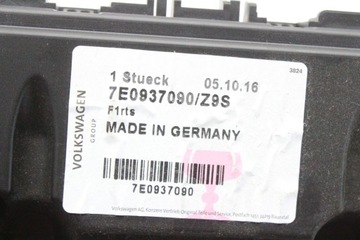 VOLKSWAGEN
GROUP
1 Stueck 05.10.16
3824
7E0937090/Z9S
F1rts
MADE IN GERMANY
7E0937090